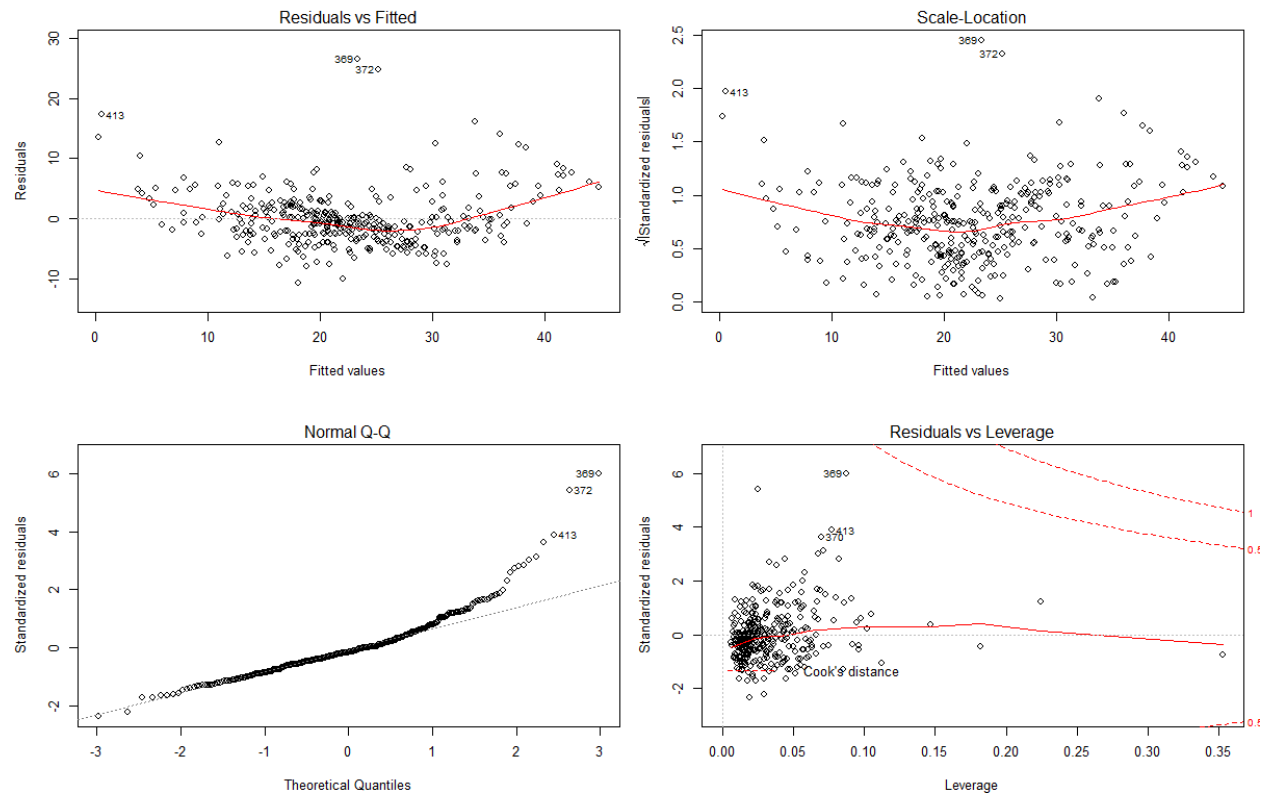 Residuals vs Fitted
Residuals
30
20
10
0
-10
369
372
413
0 10 20 30 40
Fitted values
Scale-Location
√|Standardized residuals|
2.5
2.0
1.5
1.0
0.5
0.0
369
372
413
0 10 20 30 40
Fitted values
Normal Q-Q
Standardized residuals
6
4
2
0
-2
369
372
413
-3 -2 -1 0 1 2 3
Theoretical Quantiles
Residuals vs Leverage
Standardized residuals
6
4
2
0
-2
369
413
370
1
0.5
Cook's distance
0.5
0.00 0.05 0.10 0.15 0.20 0.25 0.30 0.35
Leverage